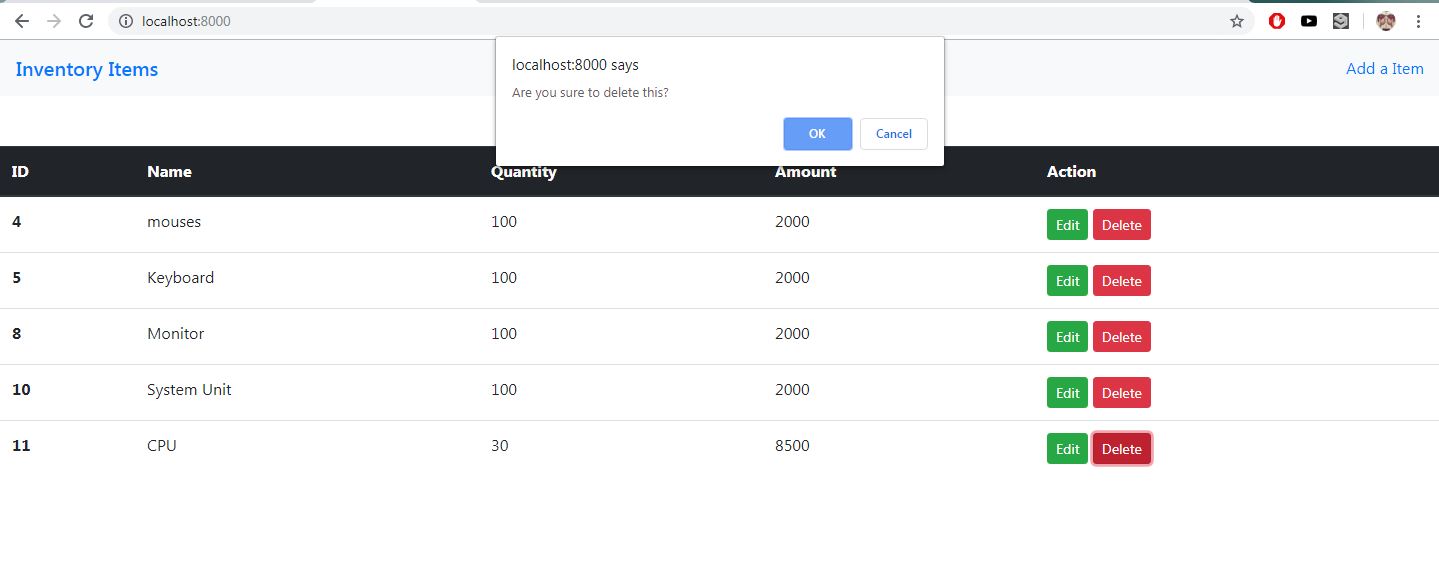 localhost:8000
localhost:8000 says
Are you sure to delete this?
OK Cancel
Inventory Items Add a Item
ID Name Quantity Amount Action
4 mouses 100 2000 Edit Delete
5 Keyboard 100 2000 Edit Delete
8 Monitor 100 2000 Edit Delete
10 System Unit 100 2000 Edit Delete
11 CPU 30 8500 Edit Delete